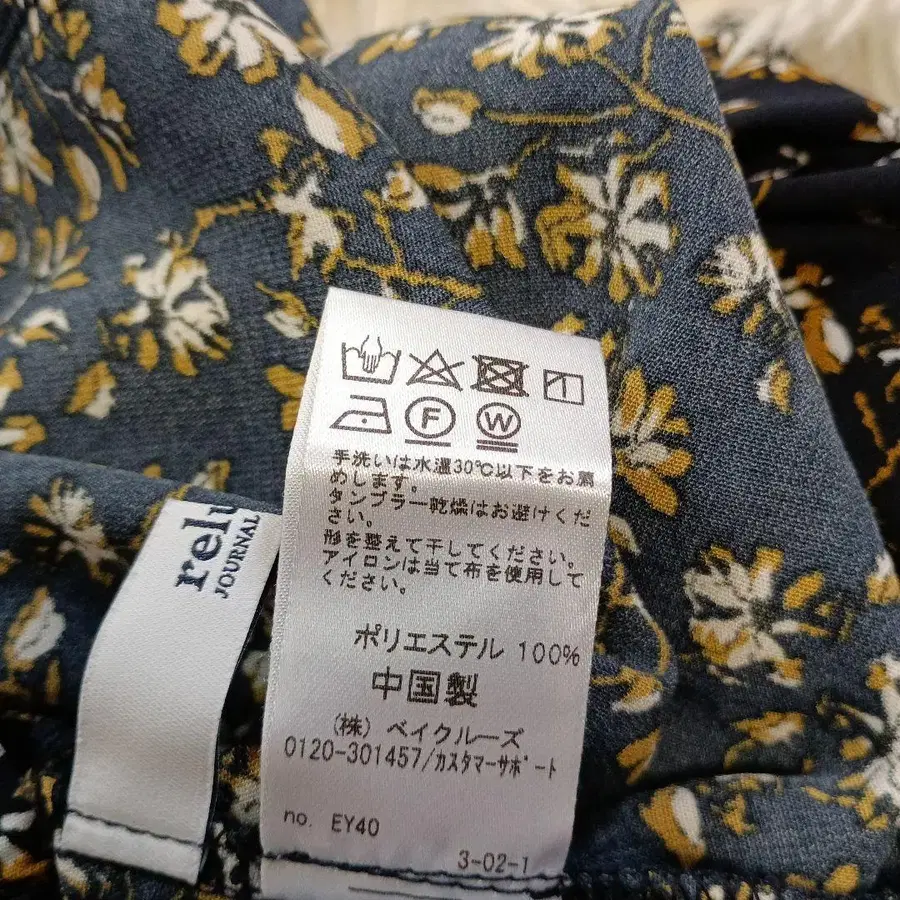 F W
手洗いは水温30℃以下をお薦
めします。
タンブラー乾燥はお避けくだ
さい。
形を整えて干してください。
アイロンは当て布を使用して
ください。
ポリエステル 100%
中国製
(株) ベイクルーズ
0120-301457/カスタマーサポート
no. EY40
3-02-1
JOURNAL